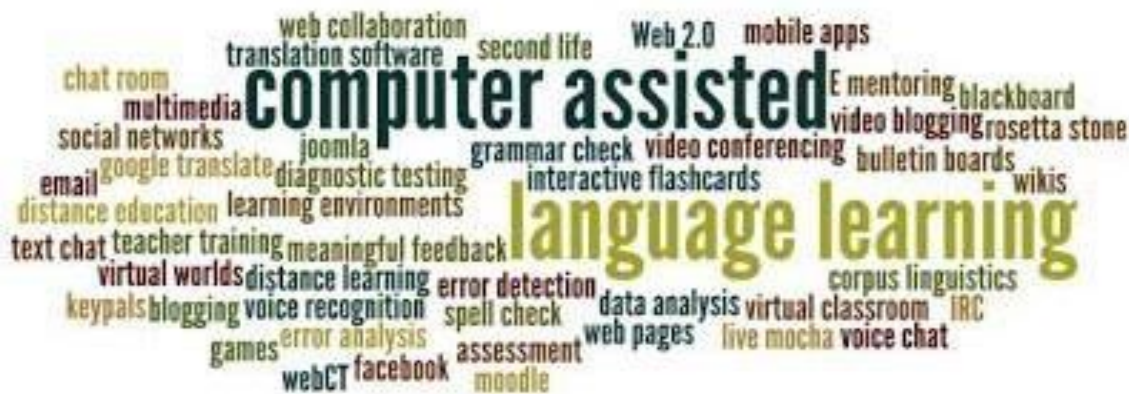 web collaboration
translation software
second life
Web 2.0
mobile apps
chat room
multimedia
computer assisted
E mentoring
blackboard
video blogging
rosetta stone
social networks
joomla
grammar check
video conferencing
bulletin boards
google translate
diagnostic testing
interactive flashcards
wikis
email
distance education
learning environments
language learning
text chat
teacher training
meaningful feedback
virtual worlds
distance learning
error detection
corpus linguistics
keypals
blogging
voice recognition
spell check
data analysis
virtual classroom
IRC
games
error analysis
assessment
web pages
live mocha
voice chat
webCT
facebook
moodle